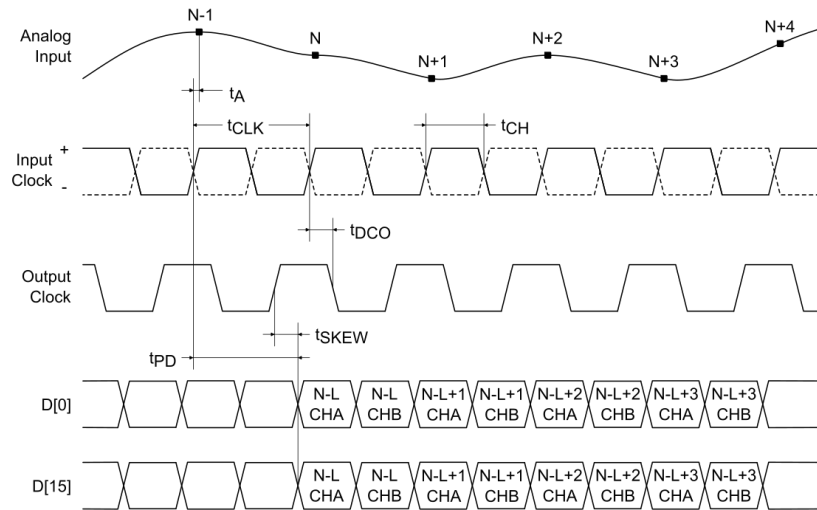 N-1
N
N+1
N+2
N+3
N+4
Analog
Input
tA
tCLK
tCH
Input
Clock
+
-
tDCO
Output
Clock
tSKEW
tPD
D[0]
N-L
CHA
N-L
CHB
N-L+1
CHA
N-L+1
CHB
N-L+2
CHA
N-L+2
CHB
N-L+3
CHA
N-L+3
CHB
D[15]
N-L
CHA
N-L
CHB
N-L+1
CHA
N-L+1
CHB
N-L+2
CHA
N-L+2
CHB
N-L+3
CHA
N-L+3
CHB